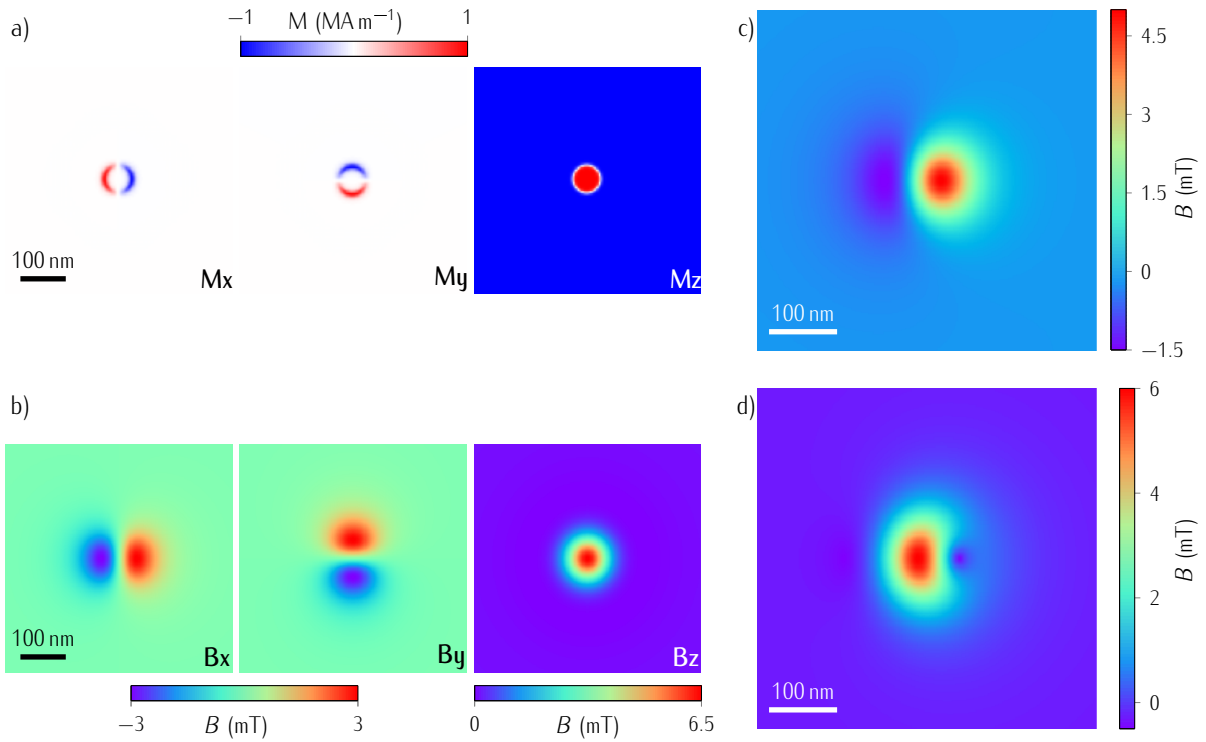 a)
−1 M (MA m⁻¹) 1
100 nm
Mx
My
Mz
b)
100 nm
Bx
By
Bz
−3 B (mT) 3
0 B (mT) 6.5
c)
100 nm
4.5
3
1.5
0
−1.5
B (mT)
d)
100 nm
6
4
2
0
B (mT)